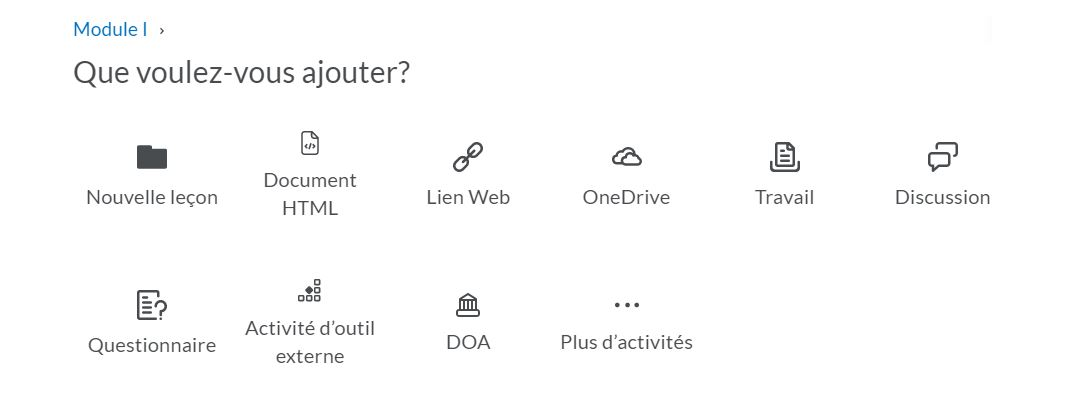 Module I ›
Que voulez-vous ajouter?
Nouvelle leçon
Document
HTML
Lien Web
OneDrive
Travail
Discussion
Questionnaire
Activité d’outil
externe
DOA
Plus d’activités